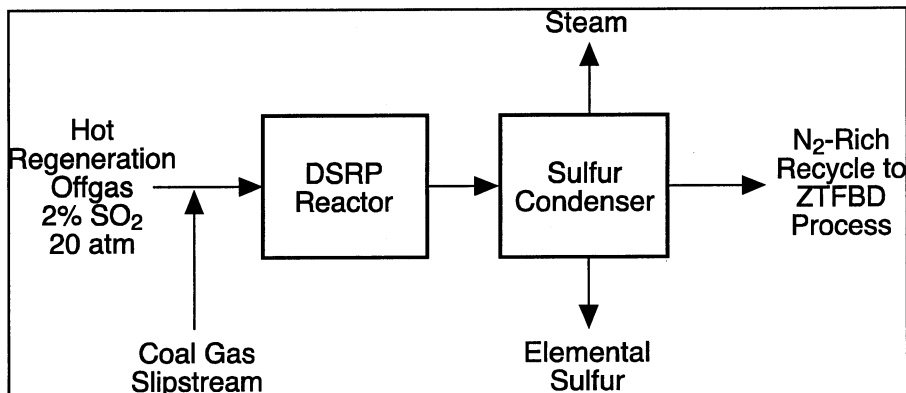 Steam
Hot
Regeneration
Offgas
2% SO₂
20 atm
DSRP
Reactor
Sulfur
Condenser
N₂-Rich
Recycle to
ZTFBD
Process
Coal Gas
Slipstream
Elemental
Sulfur